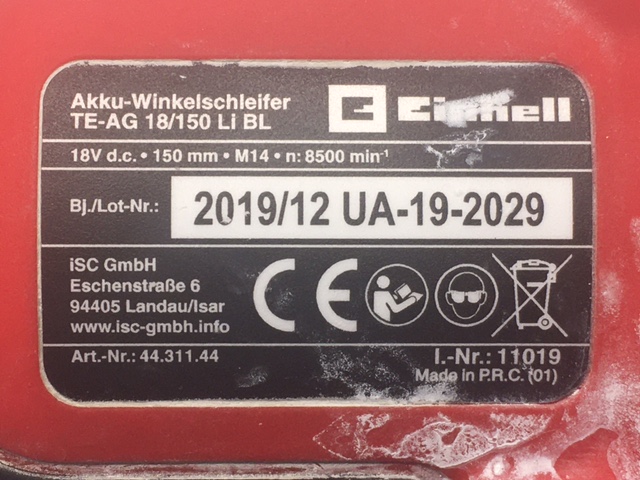 Akku-Winkelschleifer
TE-AG 18/150 Li BL
Einhell
18V d.c. • 150 mm • M14 • n: 8500 min⁻¹
Bj./Lot-Nr.: 2019/12 UA-19-2029
iSC GmbH
Eschenstraße 6
94405 Landau/Isar
www.isc-gmbh.info
CE
Art.-Nr.: 44.311.44
I.-Nr.: 11019
Made in P.R.C. (01)